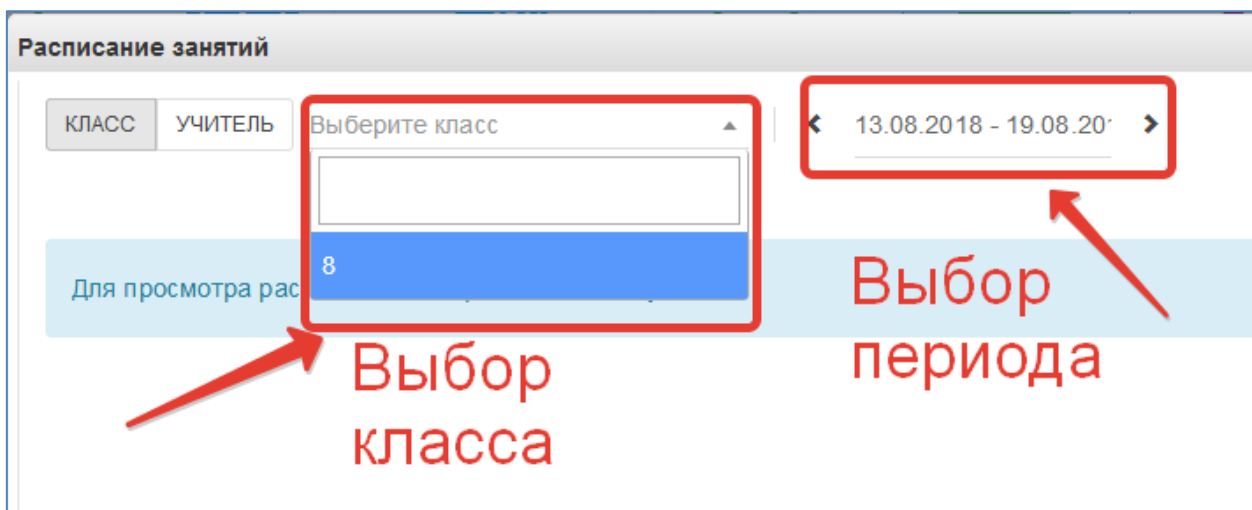 Расписание занятий
КЛАСС УЧИТЕЛЬ Выберите класс 13.08.2018 - 19.08.20
8
Для просмотра рас
Выбор
периода
Выбор
класса